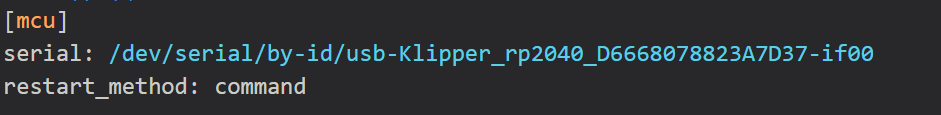 [mcu]
serial: /dev/serial/by-id/usb-Klipper_rp2040_D6668078823A7D37-if00
restart_method: command